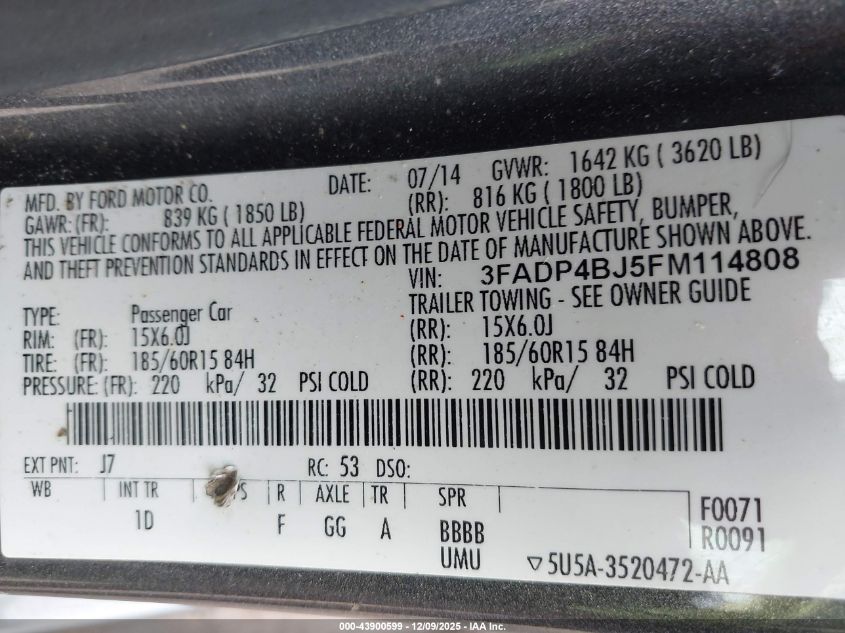 MFD. BY FORD MOTOR CO. DATE: 07/14 GVWR: 1642 KG ( 3620 LB)
GAWR: (FR): 839 KG ( 1850 LB) (RR): 816 KG ( 1800 LB)
THIS VEHICLE CONFORMS TO ALL APPLICABLE FEDERAL MOTOR VEHICLE SAFETY, BUMPER,
AND THEFT PREVENTION STANDARDS IN EFFECT ON THE DATE OF MANUFACTURE SHOWN ABOVE.
VIN: 3FADP4BJ5FM114808
TYPE: Passenger Car TRAILER TOWING - SEE OWNER GUIDE
RIM: (FR): 15X6.0J (RR): 15X6.0J
TIRE: (FR): 185/60R15 84H (RR): 185/60R15 84H
PRESSURE: (FR): 220 kPa/ 32 PSI COLD (RR): 220 kPa/ 32 PSI COLD
EXT PNT: J7 RC: 53 DSO:
WB INT TR R AXLE TR SPR F0071
1D F GG A BBBB R0091
UMU ▽5U5A-3520472-AA
000-43900599 - 12/09/2025 - IAA Inc.